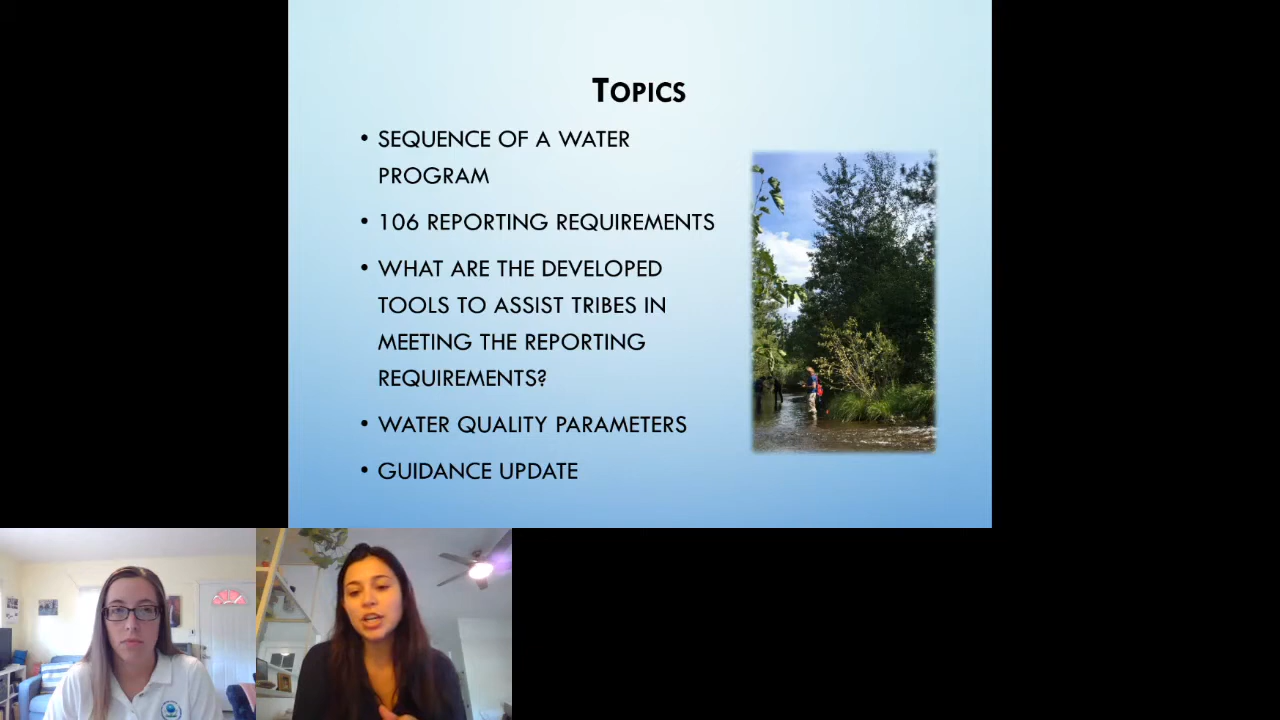 TOPICS
• SEQUENCE OF A WATER
PROGRAM
• 106 REPORTING REQUIREMENTS
• WHAT ARE THE DEVELOPED
TOOLS TO ASSIST TRIBES IN
MEETING THE REPORTING
REQUIREMENTS?
• WATER QUALITY PARAMETERS
• GUIDANCE UPDATE